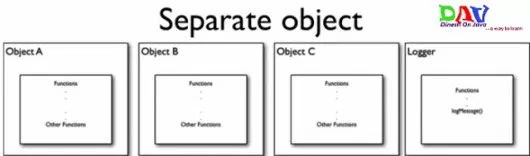 Separate object
DAV
Dinesh On Java
...a way to learn
Object A
Functions
.
.
.
Other Functions
Object B
Functions
.
.
.
Other Functions
Object C
Functions
.
.
.
Other Functions
Logger
Functions
.
.
logMessage()